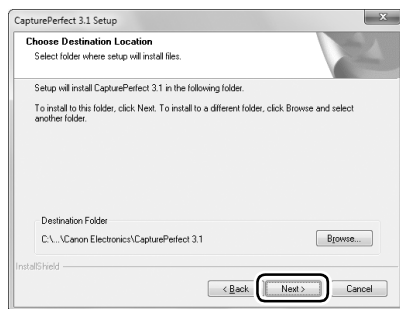 CapturePerfect 3.1 Setup
Choose Destination Location
Select folder where setup will install files.
Setup will install CapturePerfect 3.1 in the following folder.
To install to this folder, click Next. To install to a different folder, click Browse and select
another folder.
Destination Folder
C:\...\Canon Electronics\CapturePerfect 3.1
Browse...
InstallShield
< Back
Next >
Cancel